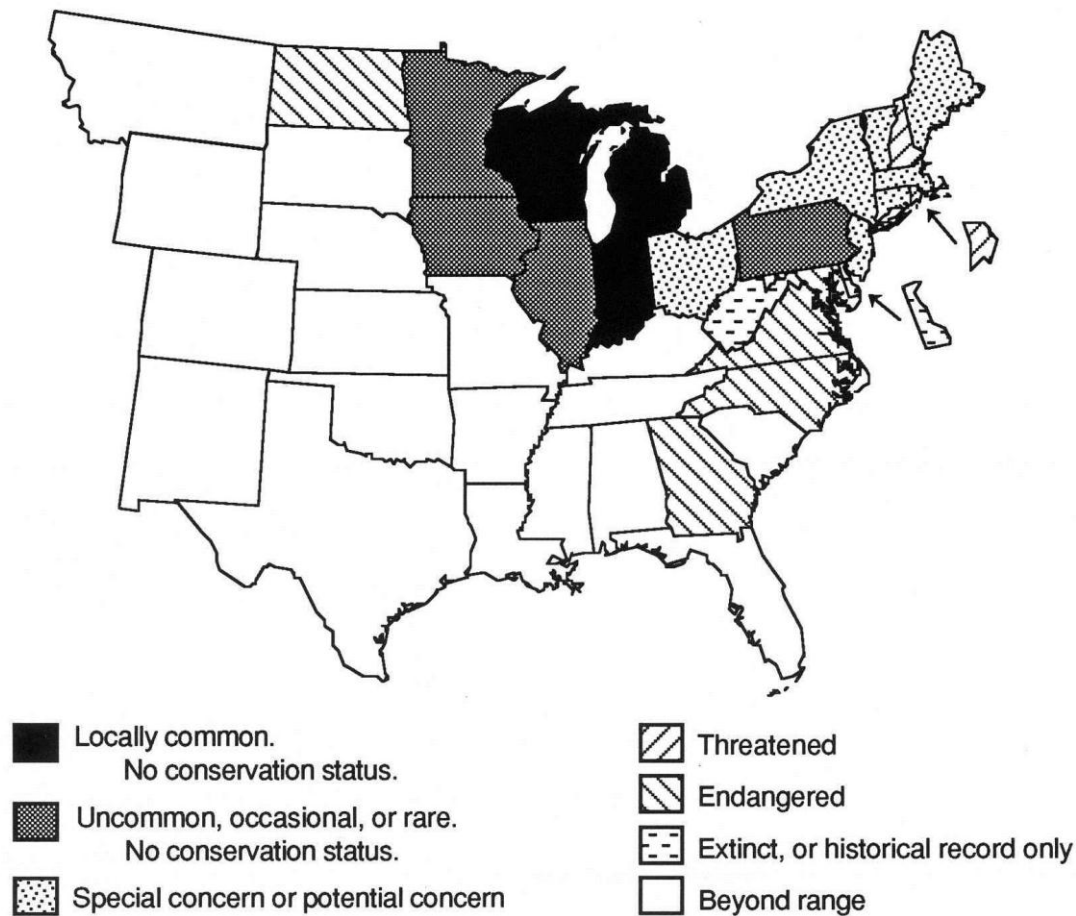 Locally common.
No conservation status.
Uncommon, occasional, or rare.
No conservation status.
Special concern or potential concern
Threatened
Endangered
Extinct, or historical record only
Beyond range